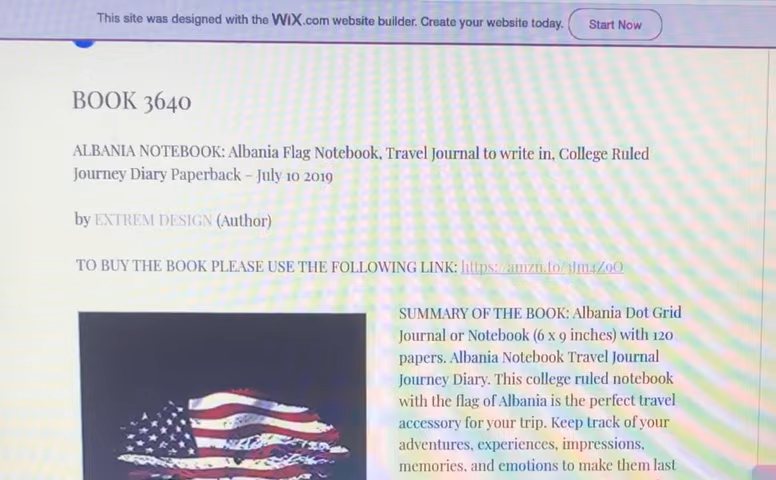 This site was designed with the WiX.com website builder. Create your website today. Start Now
BOOK 3640
ALBANIA NOTEBOOK: Albania Flag Notebook, Travel Journal to write in, College Ruled
Journey Diary Paperback – July 10 2019
by EXTREM DESIGN (Author)
TO BUY THE BOOK PLEASE USE THE FOLLOWING LINK:
SUMMARY OF THE BOOK: Albania Dot Grid
Journal or Notebook (6 x 9 inches) with 120
papers. Albania Notebook Travel Journal
Journey Diary. This college ruled notebook
with the flag of Albania is the perfect travel
accessory for your trip. Keep track of your
adventures, experiences, impressions,
memories, and emotions to make them last